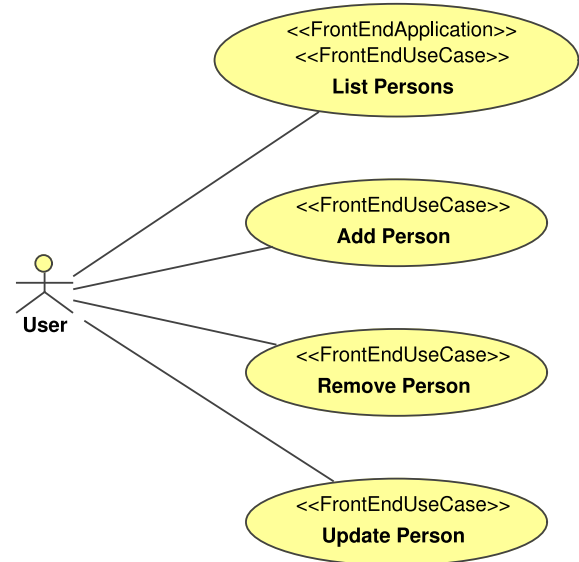 <<FrontEndApplication>>
<<FrontEndUseCase>>
List Persons
<<FrontEndUseCase>>
Add Person
User
<<FrontEndUseCase>>
Remove Person
<<FrontEndUseCase>>
Update Person